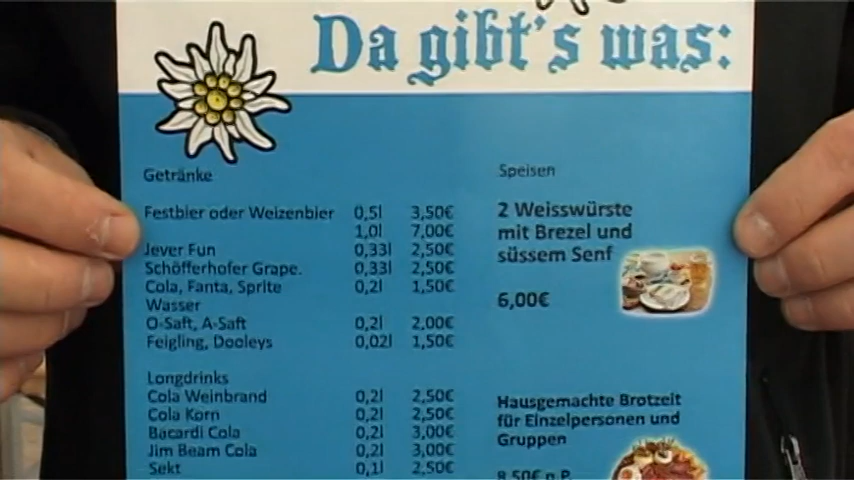 Da gibt's was:
Getränke
Festbier oder Weizenbier 0,5l 3,50€
1,0l 7,00€
Jever Fun 0,33l 2,50€
Schöfferhofer Grape. 0,33l 2,50€
Cola, Fanta, Sprite 0,2l 1,50€
Wasser
O-Saft, A-Saft 0,2l 2,00€
Feigling, Dooleys 0,02l 1,50€
Longdrinks
Cola Weinbrand 0,2l 2,50€
Cola Korn 0,2l 2,50€
Bacardi Cola 0,2l 3,00€
Jim Beam Cola 0,2l 3,00€
Sekt 0,1l 2,50€
Speisen
2 Weisswürste
mit Brezel und
süssem Senf
6,00€
Hausgemachte Brotzeit
für Einzelpersonen und
Gruppen
8,50€ p.P.